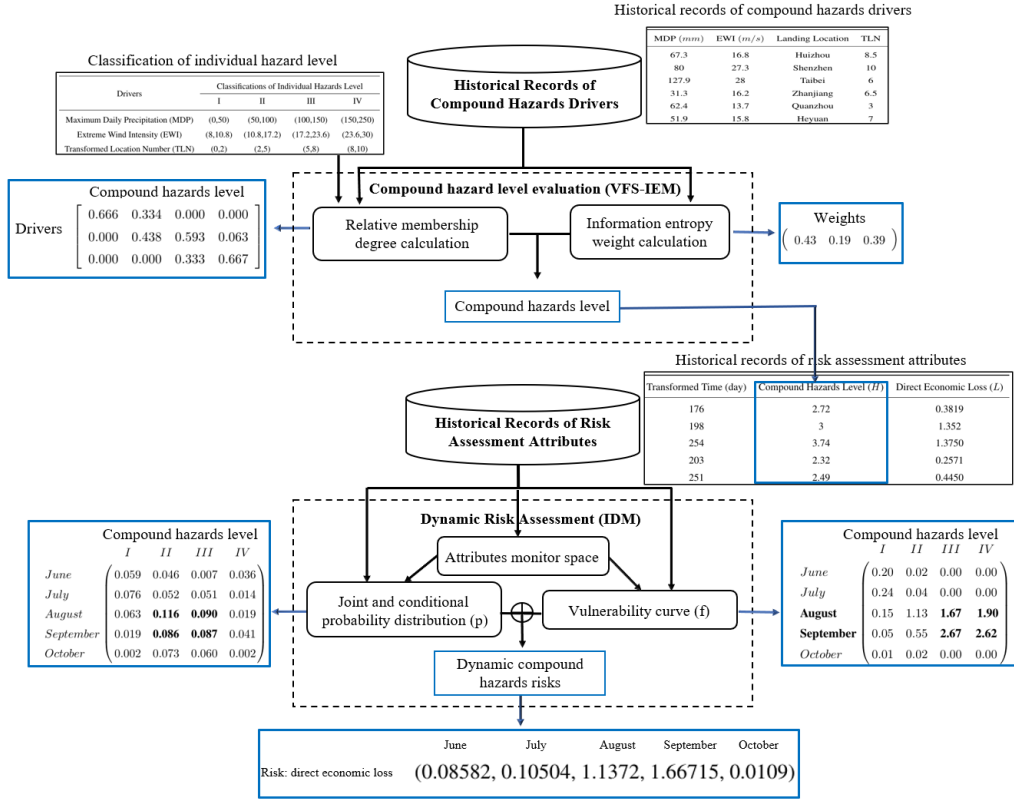 Historical records of compound hazards drivers
MDP (mm) EWI (m/s) Landing Location TLN
67.3 16.8 Huizhou 8.5
80 27.3 Shenzhen 10
127.9 28 Taibei 6
31.3 16.2 Zhanjiang 6.5
62.4 13.7 Quanzhou 3
51.9 15.8 Heyuan 7
Classification of individual hazard level
Drivers Classifications of Individual Hazards Level
I II III IV
Maximum Daily Precipitation (MDP) (0,50) (50,100) (100,150) (150,250)
Extreme Wind Intensity (EWI) (8,10.8) (10.8,17.2) (17.2,23.6) (23.6,30)
Transformed Location Number (TLN) (0,2) (2,5) (5,8) (8,10)
Historical Records of
Compound Hazards Drivers
Compound hazard level evaluation (VFS-IEM)
Relative membership
degree calculation
Information entropy
weight calculation
Compound hazards level
Compound hazards level
Drivers
0.666 0.334 0.000 0.000
0.000 0.438 0.593 0.063
0.000 0.000 0.333 0.667
Weights
( 0.43 0.19 0.39 )
Historical records of risk assessment attributes
Transformed Time (day) Compound Hazards Level (H) Direct Economic Loss (L)
176 2.72 0.3819
198 3 1.352
254 3.74 1.3750
203 2.32 0.2571
251 2.49 0.4450
Historical Records of Risk
Assessment Attributes
Dynamic Risk Assessment (IDM)
Attributes monitor space
Joint and conditional
probability distribution (p)
Vulnerability curve (f)
Dynamic compound
hazards risks
Compound hazards level
I II III IV
June 0.059 0.046 0.007 0.036
July 0.076 0.052 0.051 0.014
August 0.063 0.116 0.090 0.019
September 0.019 0.086 0.087 0.041
October 0.002 0.073 0.060 0.002
Compound hazards level
I II III IV
June 0.20 0.02 0.00 0.00
July 0.24 0.04 0.00 0.00
August 0.15 1.13 1.67 1.90
September 0.05 0.55 2.67 2.62
October 0.01 0.02 0.00 0.00
June July August September October
Risk: direct economic loss (0.08582, 0.10504, 1.1372, 1.66715, 0.0109)